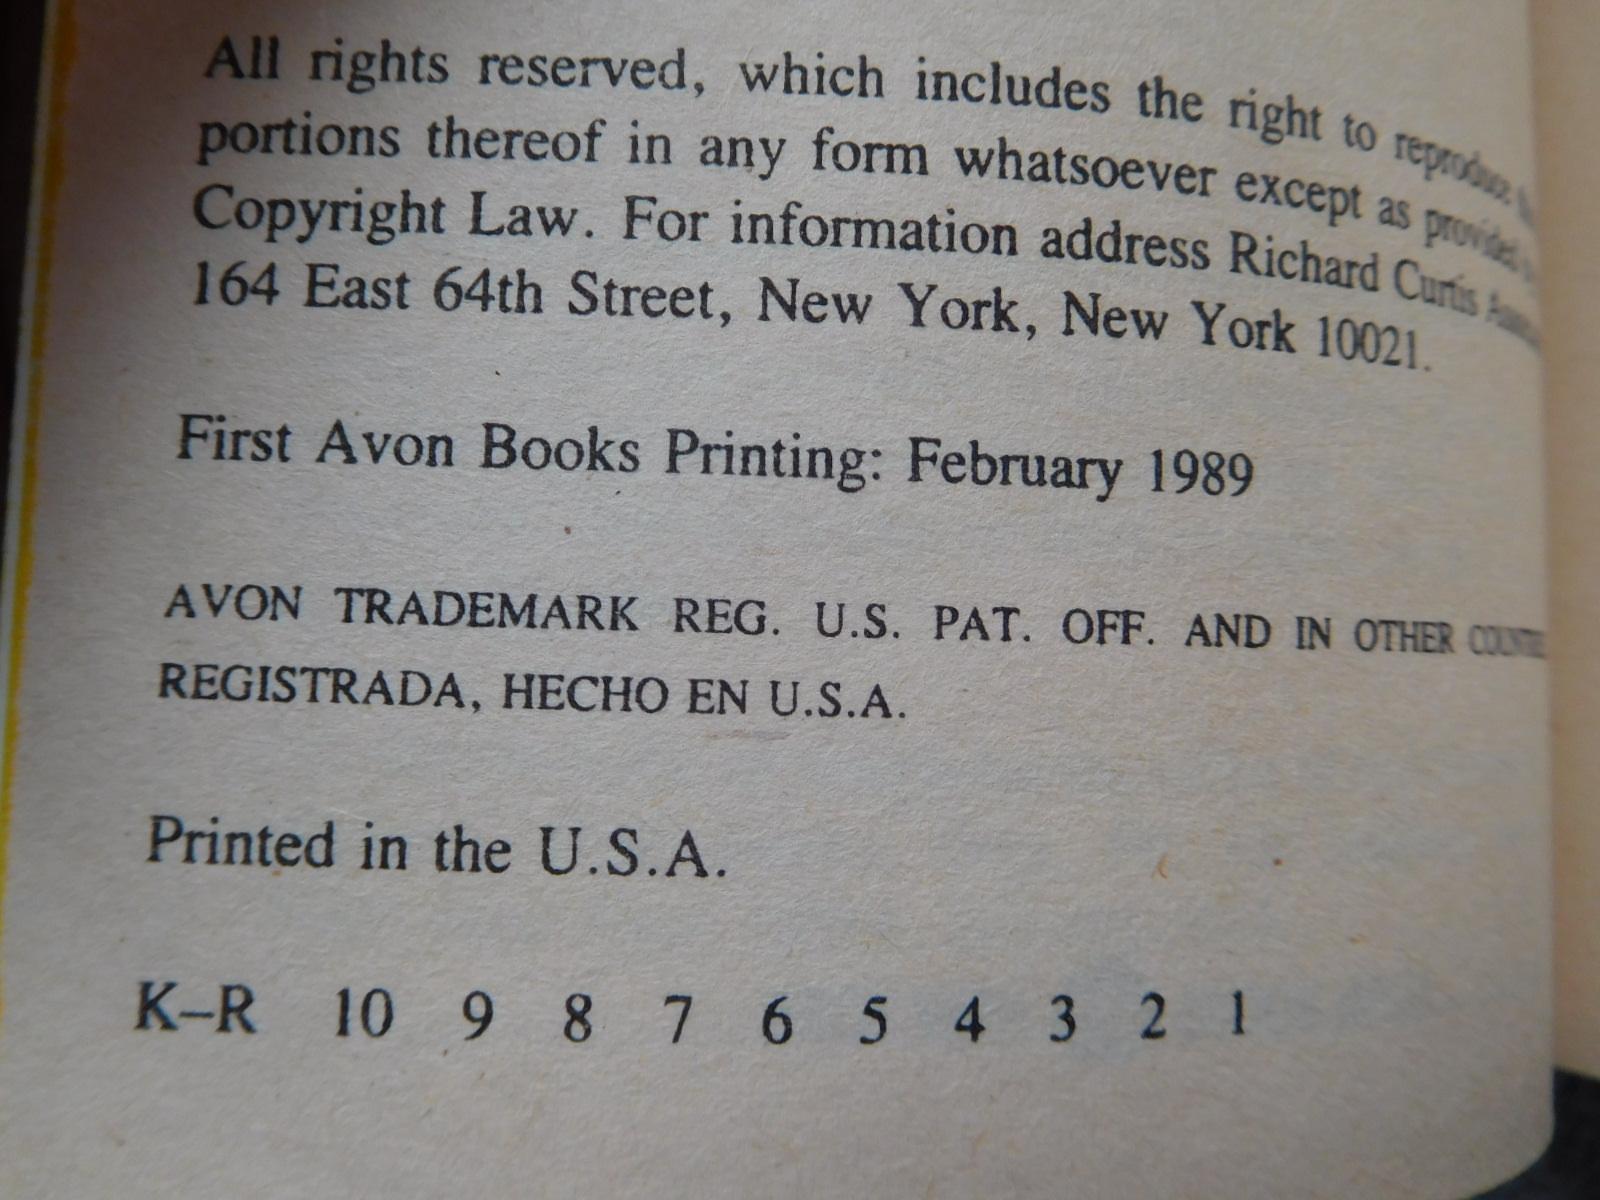 All rights reserved, which includes the right to reproduce
portions thereof in any form whatsoever except as provided
Copyright Law. For information address Richard Curtis
164 East 64th Street, New York, New York 10021.
First Avon Books Printing: February 1989
AVON TRADEMARK REG. U.S. PAT. OFF. AND IN OTHER
REGISTRADA, HECHO EN U.S.A.
Printed in the U.S.A.
K–R 10 9 8 7 6 5 4 3 2 1